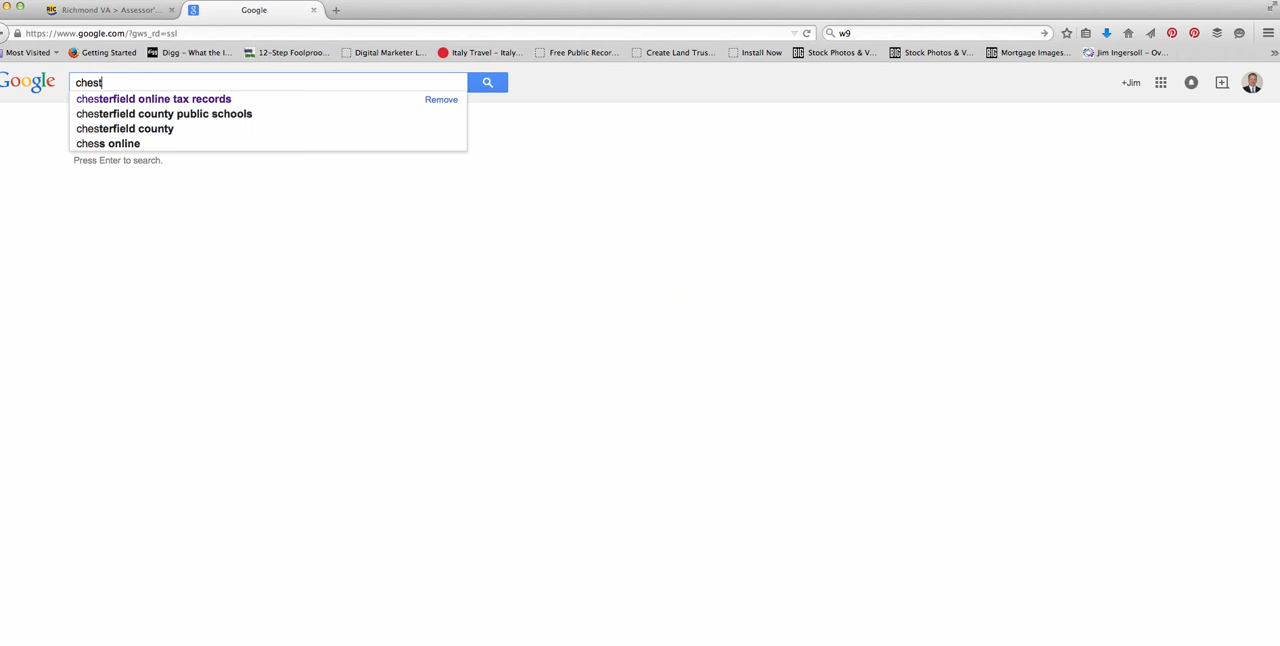 Richmond VA > Assessor'... × Google × +
https://www.google.com/?gws_rd=ssl w9
Most Visited Getting Started Digg – What the I... 12-Step Foolproo... Digital Marketer L... Italy Travel – Italy... Free Public Recor... Create Land Trus... Install Now Stock Photos & V... Stock Photos & V... Mortgage Images... Jim Ingersoll – Ov... »
Google chest +Jim
chesterfield online tax records Remove
chesterfield county public schools
chesterfield county
chess online
Press Enter to search.